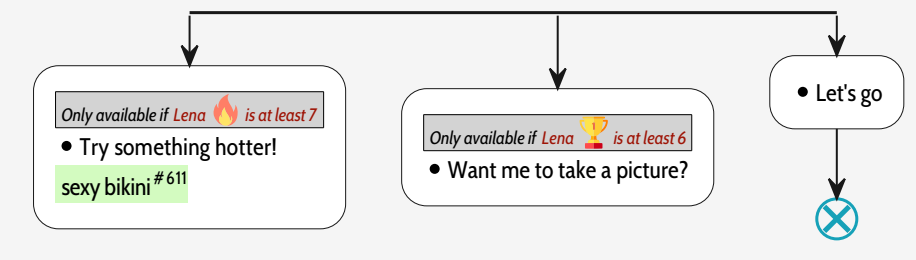 Only available if Lena is at least 7
• Try something hotter!
sexy bikini #611
Only available if Lena 1 is at least 6
• Want me to take a picture?
• Let's go